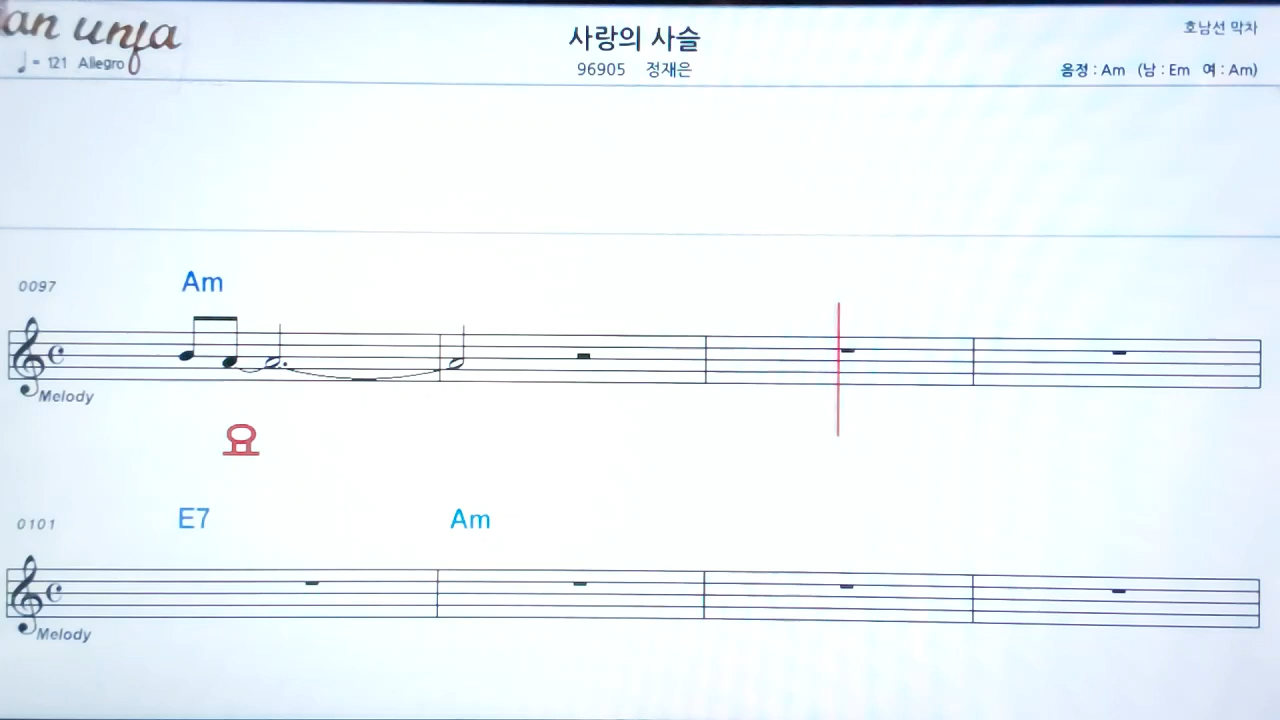 an unja
♩= 121 Allegro
사랑의 사슬
96905 정재은
호남선 막차
음정 : Am (남 : Em 여 : Am)
0097
Am
Melody
요
0101
E7 Am
Melody